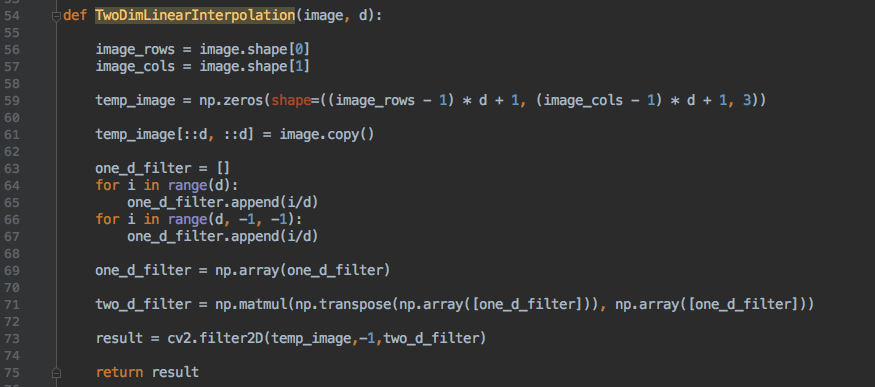 54 def TwoDimLinearInterpolation(image, d):
55
56 image_rows = image.shape[0]
57 image_cols = image.shape[1]
58
59 temp_image = np.zeros(shape=((image_rows - 1) * d + 1, (image_cols - 1) * d + 1, 3))
60
61 temp_image[::d, ::d] = image.copy()
62
63 one_d_filter = []
64 for i in range(d):
65 one_d_filter.append(i/d)
66 for i in range(d, -1, -1):
67 one_d_filter.append(i/d)
68
69 one_d_filter = np.array(one_d_filter)
70
71 two_d_filter = np.matmul(np.transpose(np.array([one_d_filter])), np.array([one_d_filter]))
72
73 result = cv2.filter2D(temp_image,-1,two_d_filter)
74
75 return result